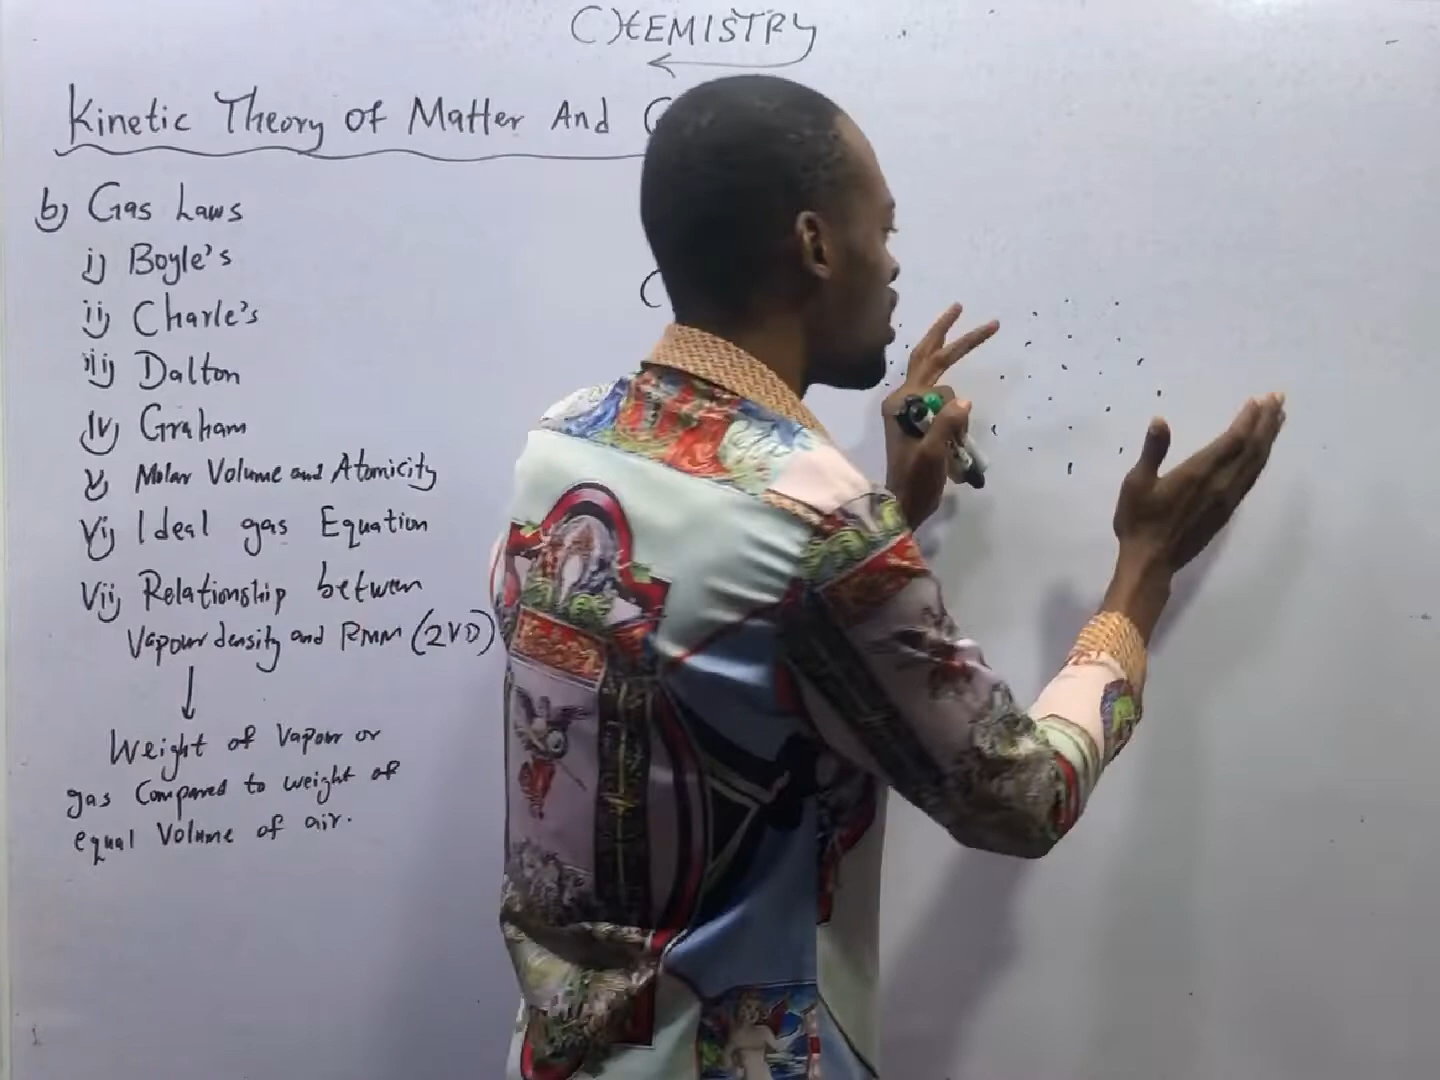 CHEMISTRY
Kinetic Theory of Matter And
b) Gas Laws
i) Boyle's
ii) Charle's
iii) Dalton
iv) Graham
v) Molar Volume and Atomicity
vi) Ideal gas Equation
vii) Relationship between
Vapour density and RMM (2VD)
↓
Weight of Vapour or
gas Compared to weight of
equal Volume of air.